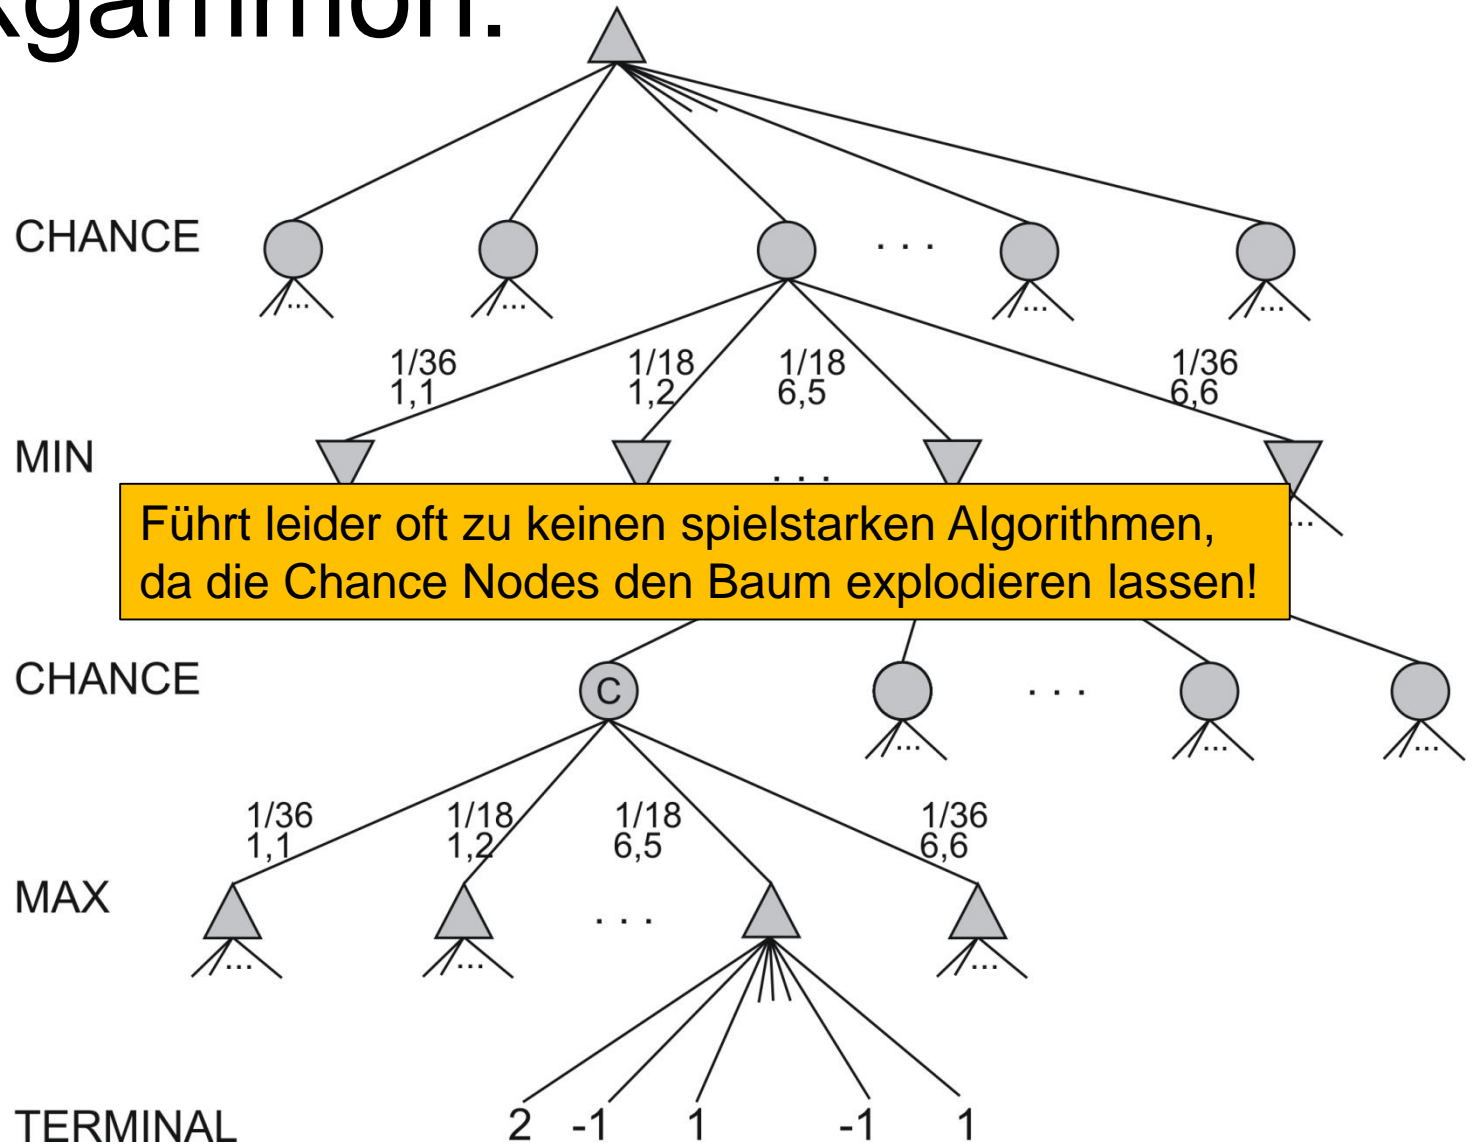 kgammon:
CHANCE
. . .
... ... ... ...
1/36 1/18 1/18 1/36
1,1 1,2 6,5 6,6
MIN
. . .
...
Führt leider oft zu keinen spielstarken Algorithmen,
da die Chance Nodes den Baum explodieren lassen!
CHANCE C . . .
... ... ...
1/36 1/18 1/18 1/36
1,1 1,2 6,5 6,6
MAX . . .
... ... ...
TERMINAL 2 -1 1 -1 1